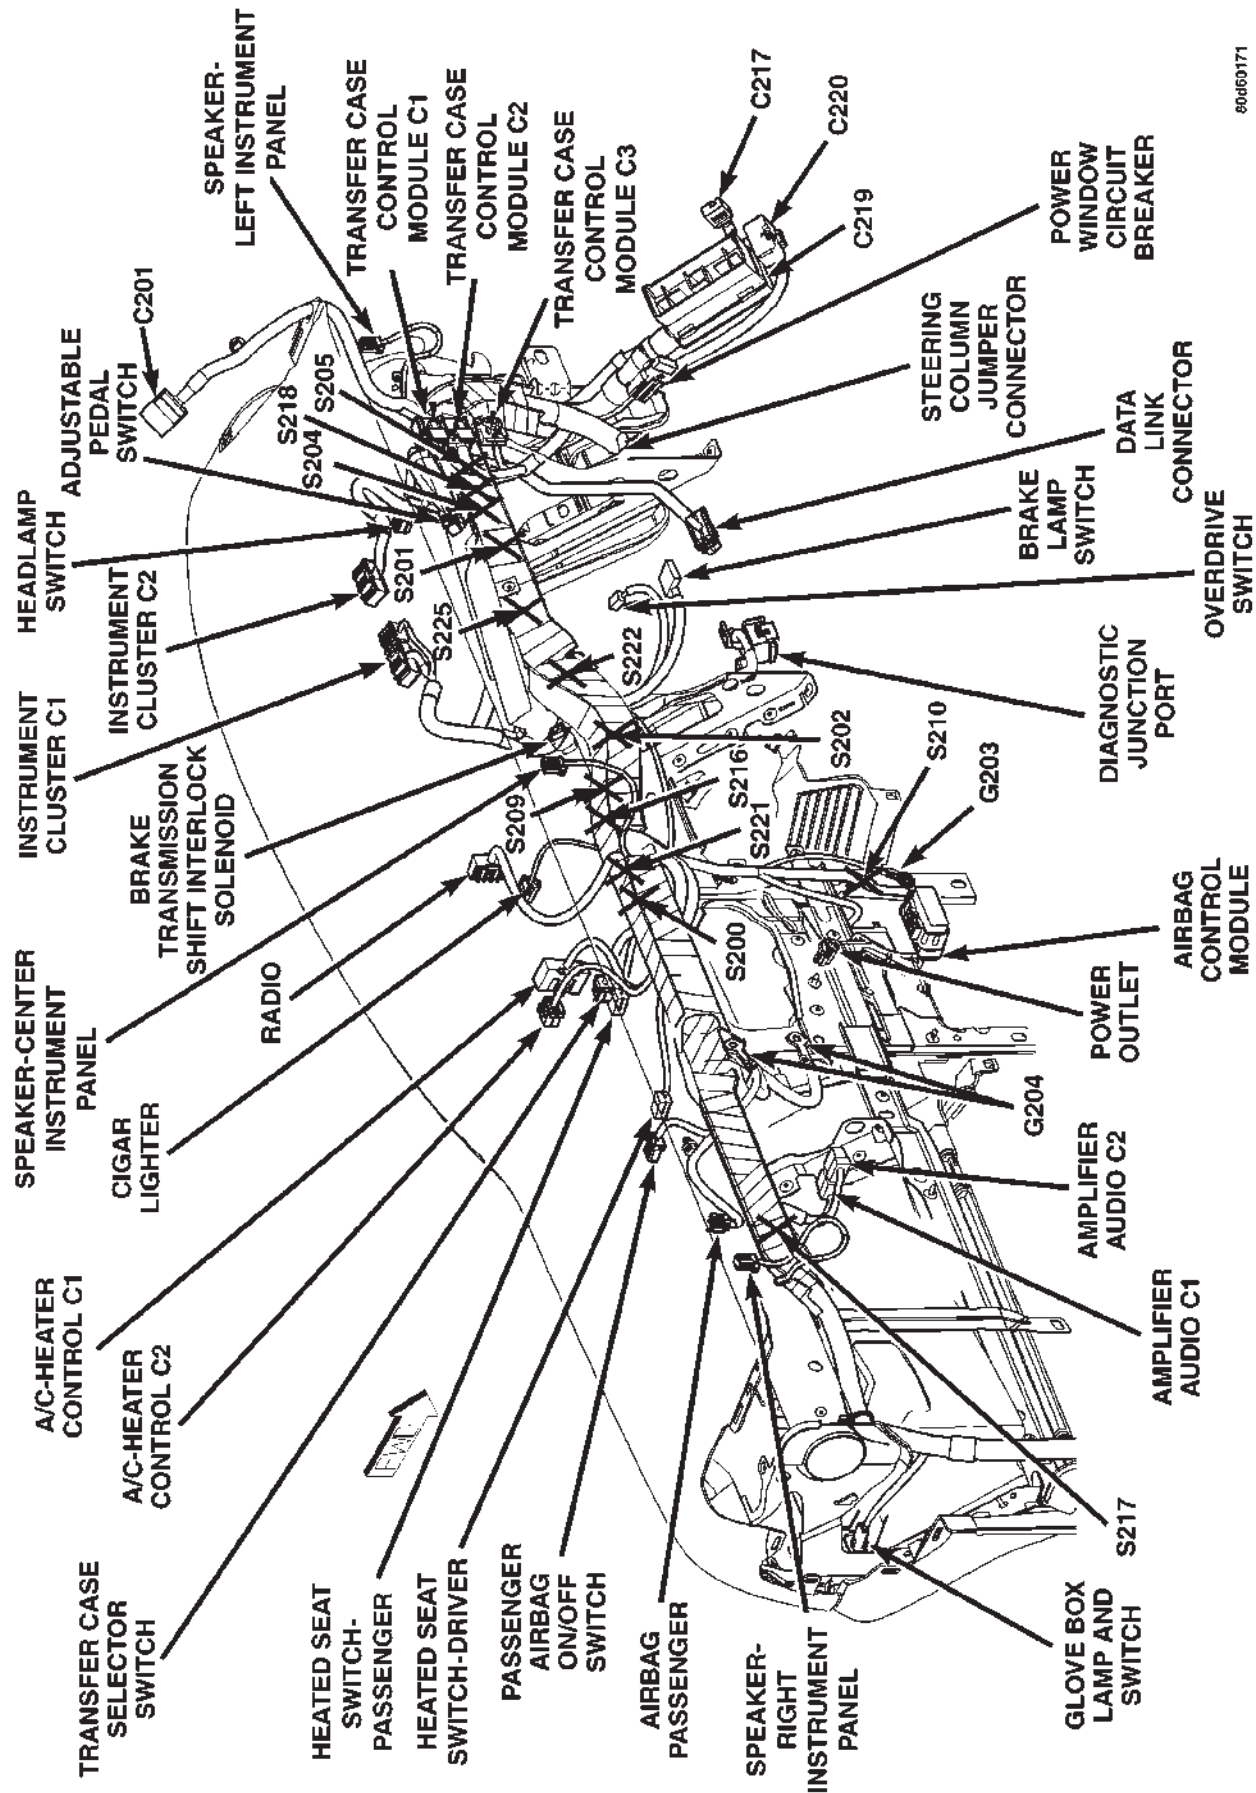 TRANSFER CASE
SELECTOR
SWITCH
A/C-HEATER
CONTROL C2
A/C-HEATER
CONTROL C1
CIGAR
LIGHTER
SPEAKER-CENTER
INSTRUMENT
PANEL
RADIO
BRAKE
TRANSMISSION
SHIFT INTERLOCK
SOLENOID
INSTRUMENT
CLUSTER C1
INSTRUMENT
CLUSTER C2
HEADLAMP
SWITCH
ADJUSTABLE
PEDAL
SWITCH
C201
SPEAKER-
LEFT INSTRUMENT
PANEL
TRANSFER CASE
CONTROL
MODULE C1
TRANSFER CASE
CONTROL
MODULE C2
TRANSFER CASE
CONTROL
MODULE C3
S205
S218
S204
S201
S225
S222
S202
S209
S216
S221
S200
S210
G203
C217
C220
C219
HEATED SEAT
SWITCH-
PASSENGER
HEATED SEAT
SWITCH-DRIVER
PASSENGER
AIRBAG
ON/OFF
SWITCH
AIRBAG
PASSENGER
SPEAKER-
RIGHT
INSTRUMENT
PANEL
FWD
GLOVE BOX
LAMP AND
SWITCH
S217
AMPLIFIER
AUDIO C1
AMPLIFIER
AUDIO C2
G204
POWER
OUTLET
AIRBAG
CONTROL
MODULE
DIAGNOSTIC
JUNCTION
PORT
OVERDRIVE
SWITCH
BRAKE
LAMP
SWITCH
DATA
LINK
CONNECTOR
STEERING
COLUMN
JUMPER
CONNECTOR
POWER
WINDOW
CIRCUIT
BREAKER
80d60171